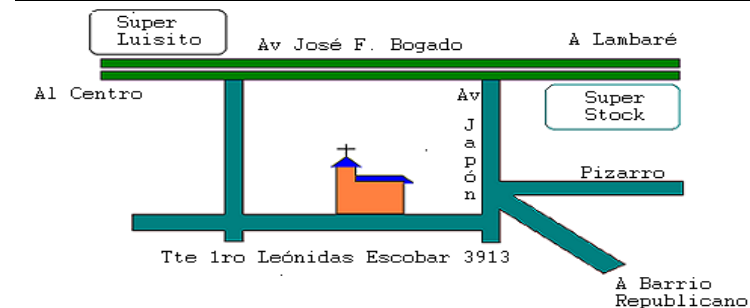 Super
Luisito
Av José F. Bogado
A Lambaré
Al Centro
Av
Japón
Super
Stock
Pizarro
Tte 1ro Leónidas Escobar 3913
A Barrio
Republicano